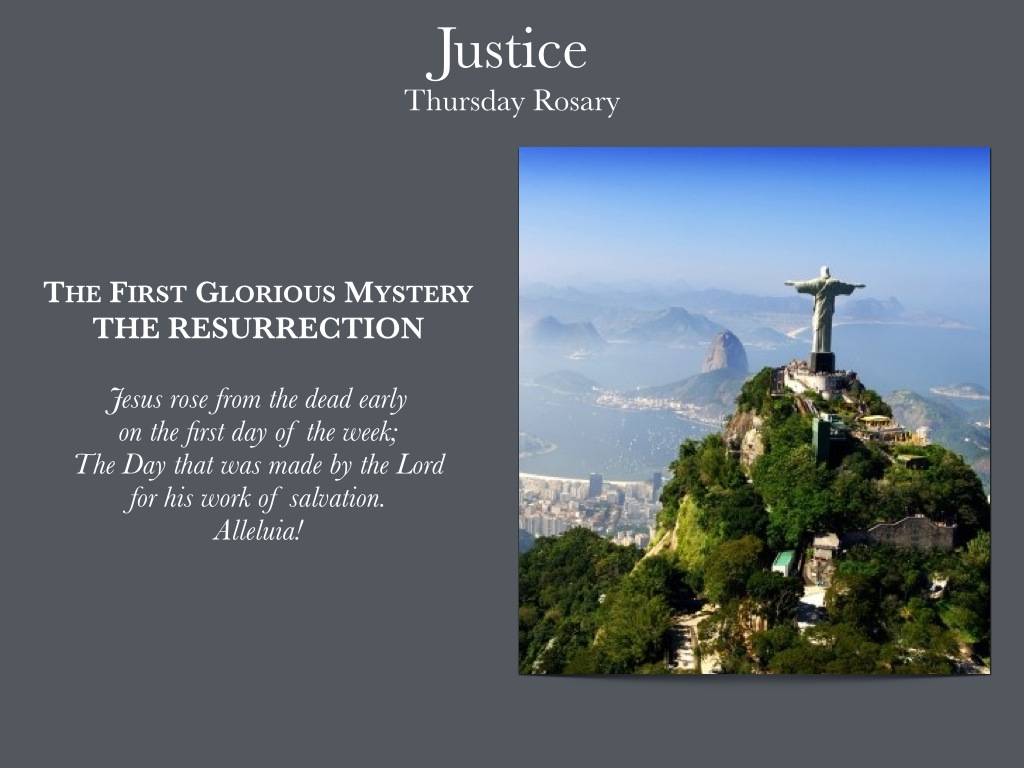 Justice
Thursday Rosary
The First Glorious Mystery
THE RESURRECTION
Jesus rose from the dead early
on the first day of the week;
The Day that was made by the Lord
for his work of salvation.
Alleluia!